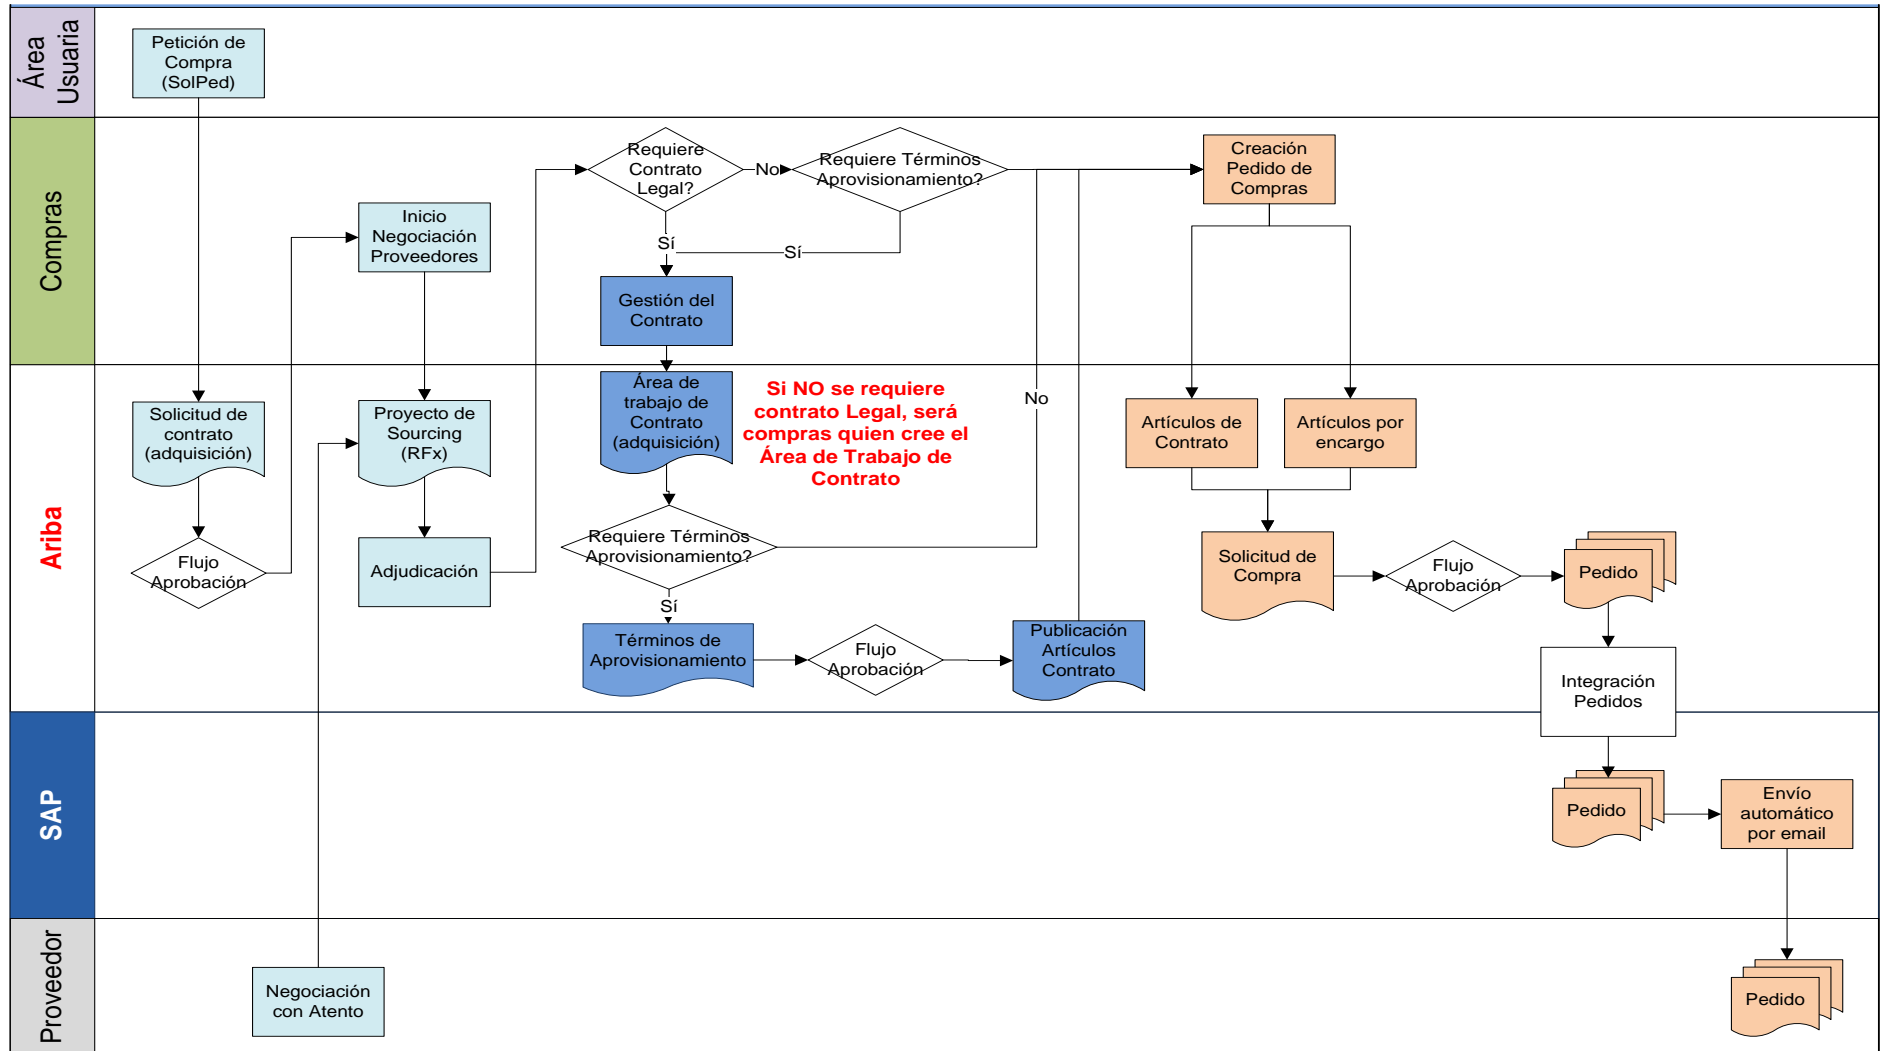 Área
Usuaria
Petición de
Compra
(SolPed)
Compras
Requiere
Contrato
Legal?
No
Requiere Términos
Aprovisionamiento?
Creación
Pedido de
Compras
Inicio
Negociación
Proveedores
Sí
Sí
Gestión del
Contrato
Ariba
Solicitud de
contrato
(adquisición)
Proyecto de
Sourcing
(RFx)
Área de
trabajo de
Contrato
(adquisición)
Si NO se requiere
contrato Legal, será
compras quien cree el
Área de Trabajo de
Contrato
No
Artículos de
Contrato
Artículos por
encargo
Flujo
Aprobación
Adjudicación
Requiere Términos
Aprovisionamiento?
Solicitud de
Compra
Flujo
Aprobación
Pedido
Sí
Términos de
Aprovisionamiento
Flujo
Aprobación
Publicación
Artículos
Contrato
Integración
Pedidos
SAP
Pedido
Envío
automático
por email
Proveedor
Negociación
con Atento
Pedido